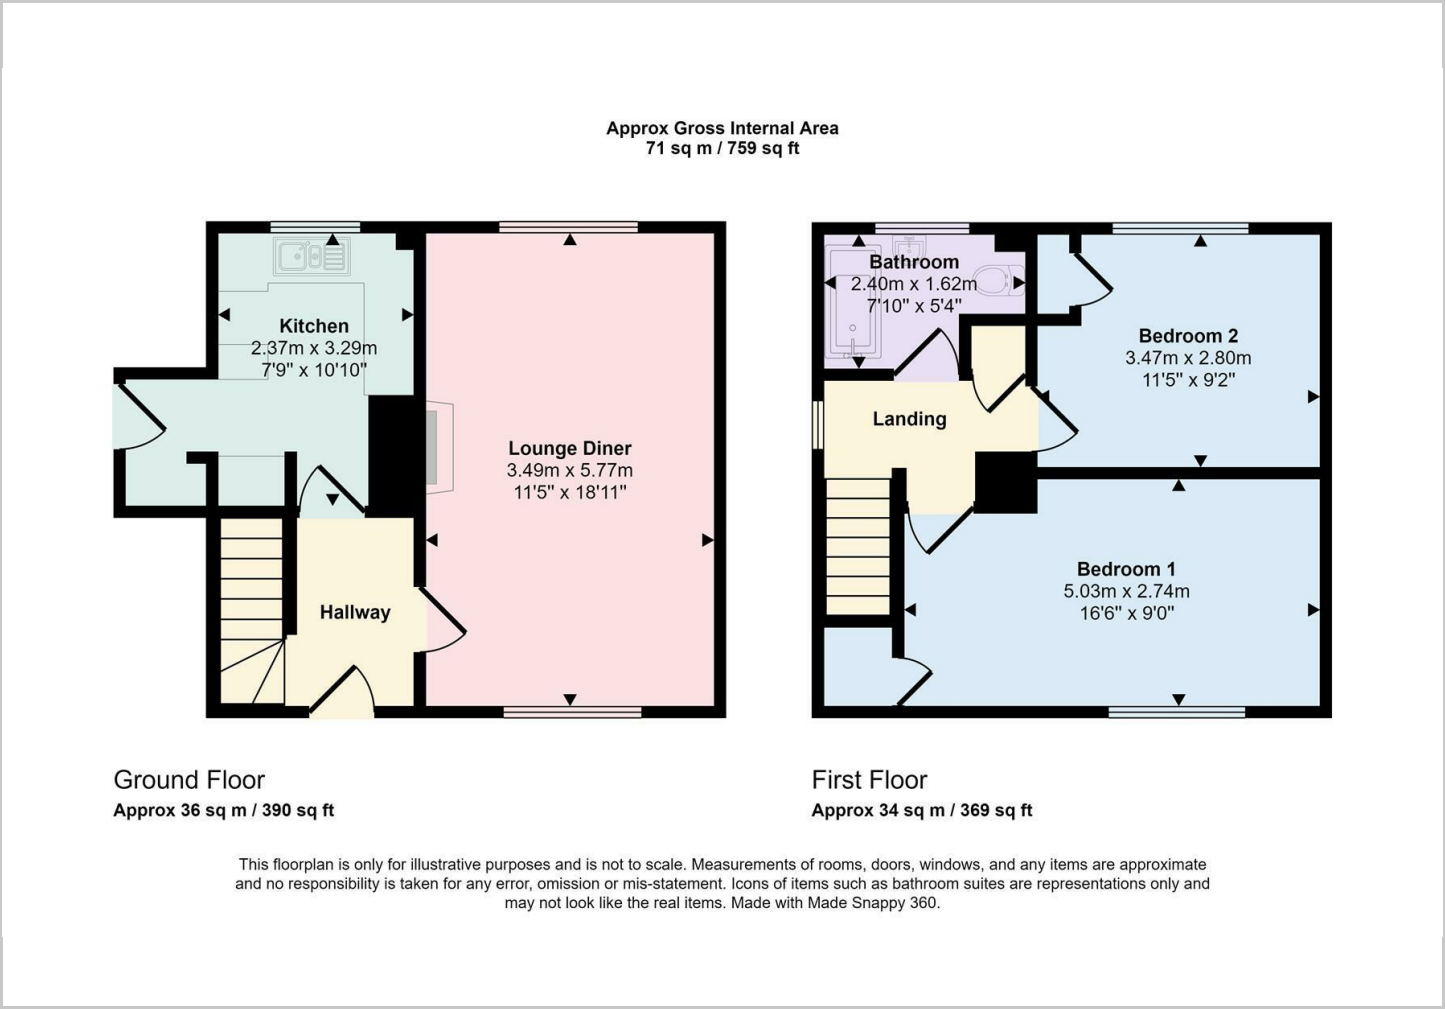 Approx Gross Internal Area
71 sq m / 759 sq ft
Kitchen
2.37m x 3.29m
7'9" x 10'10"
Lounge Diner
3.49m x 5.77m
11'5" x 18'11"
Hallway
Bathroom
2.40m x 1.62m
7'10" x 5'4"
Bedroom 2
3.47m x 2.80m
11'5" x 9'2"
Landing
Bedroom 1
5.03m x 2.74m
16'6" x 9'0"
Ground Floor
Approx 36 sq m / 390 sq ft
First Floor
Approx 34 sq m / 369 sq ft
This floorplan is only for illustrative purposes and is not to scale. Measurements of rooms, doors, windows, and any items are approximate
and no responsibility is taken for any error, omission or mis-statement. Icons of items such as bathroom suites are representations only and
may not look like the real items. Made with Made Snappy 360.